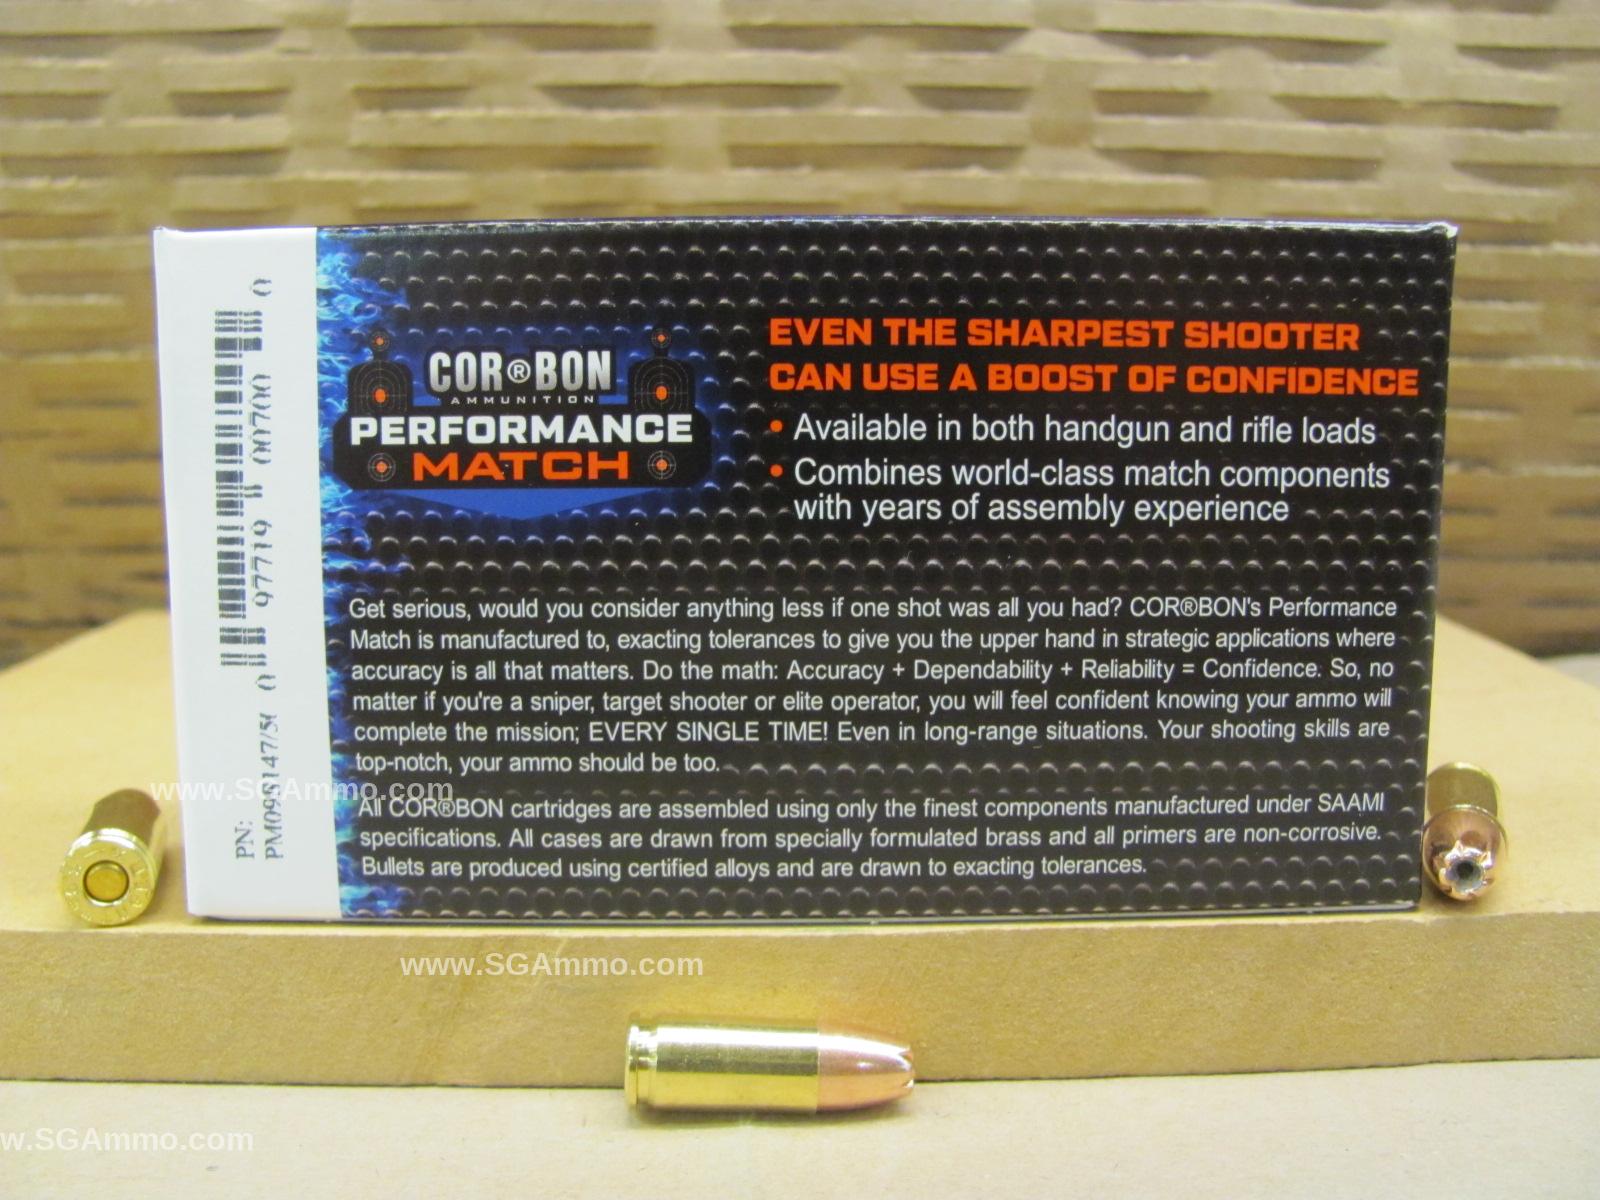 COR®BON
AMMUNITION
PERFORMANCE
MATCH
EVEN THE SHARPEST SHOOTER
CAN USE A BOOST OF CONFIDENCE
• Available in both handgun and rifle loads
• Combines world-class match components
with years of assembly experience
Get serious, would you consider anything less if one shot was all you had? COR®BON's Performance
Match is manufactured to, exacting tolerances to give you the upper hand in strategic applications where
accuracy is all that matters. Do the math: Accuracy + Dependability + Reliability = Confidence. So, no
matter if you're a sniper, target shooter or elite operator, you will feel confident knowing your ammo will
complete the mission; EVERY SINGLE TIME! Even in long-range situations. Your shooting skills are
top-notch, your ammo should be too.
All COR®BON cartridges are assembled using only the finest components manufactured under SAAMI
specifications. All cases are drawn from specially formulated brass and all primers are non-corrosive.
Bullets are produced using certified alloys and are drawn to exacting tolerances.
0 97719 00700 0
PN:
www.SGAmmo.com
www.SGAmmo.com
w.SGAmmo.com